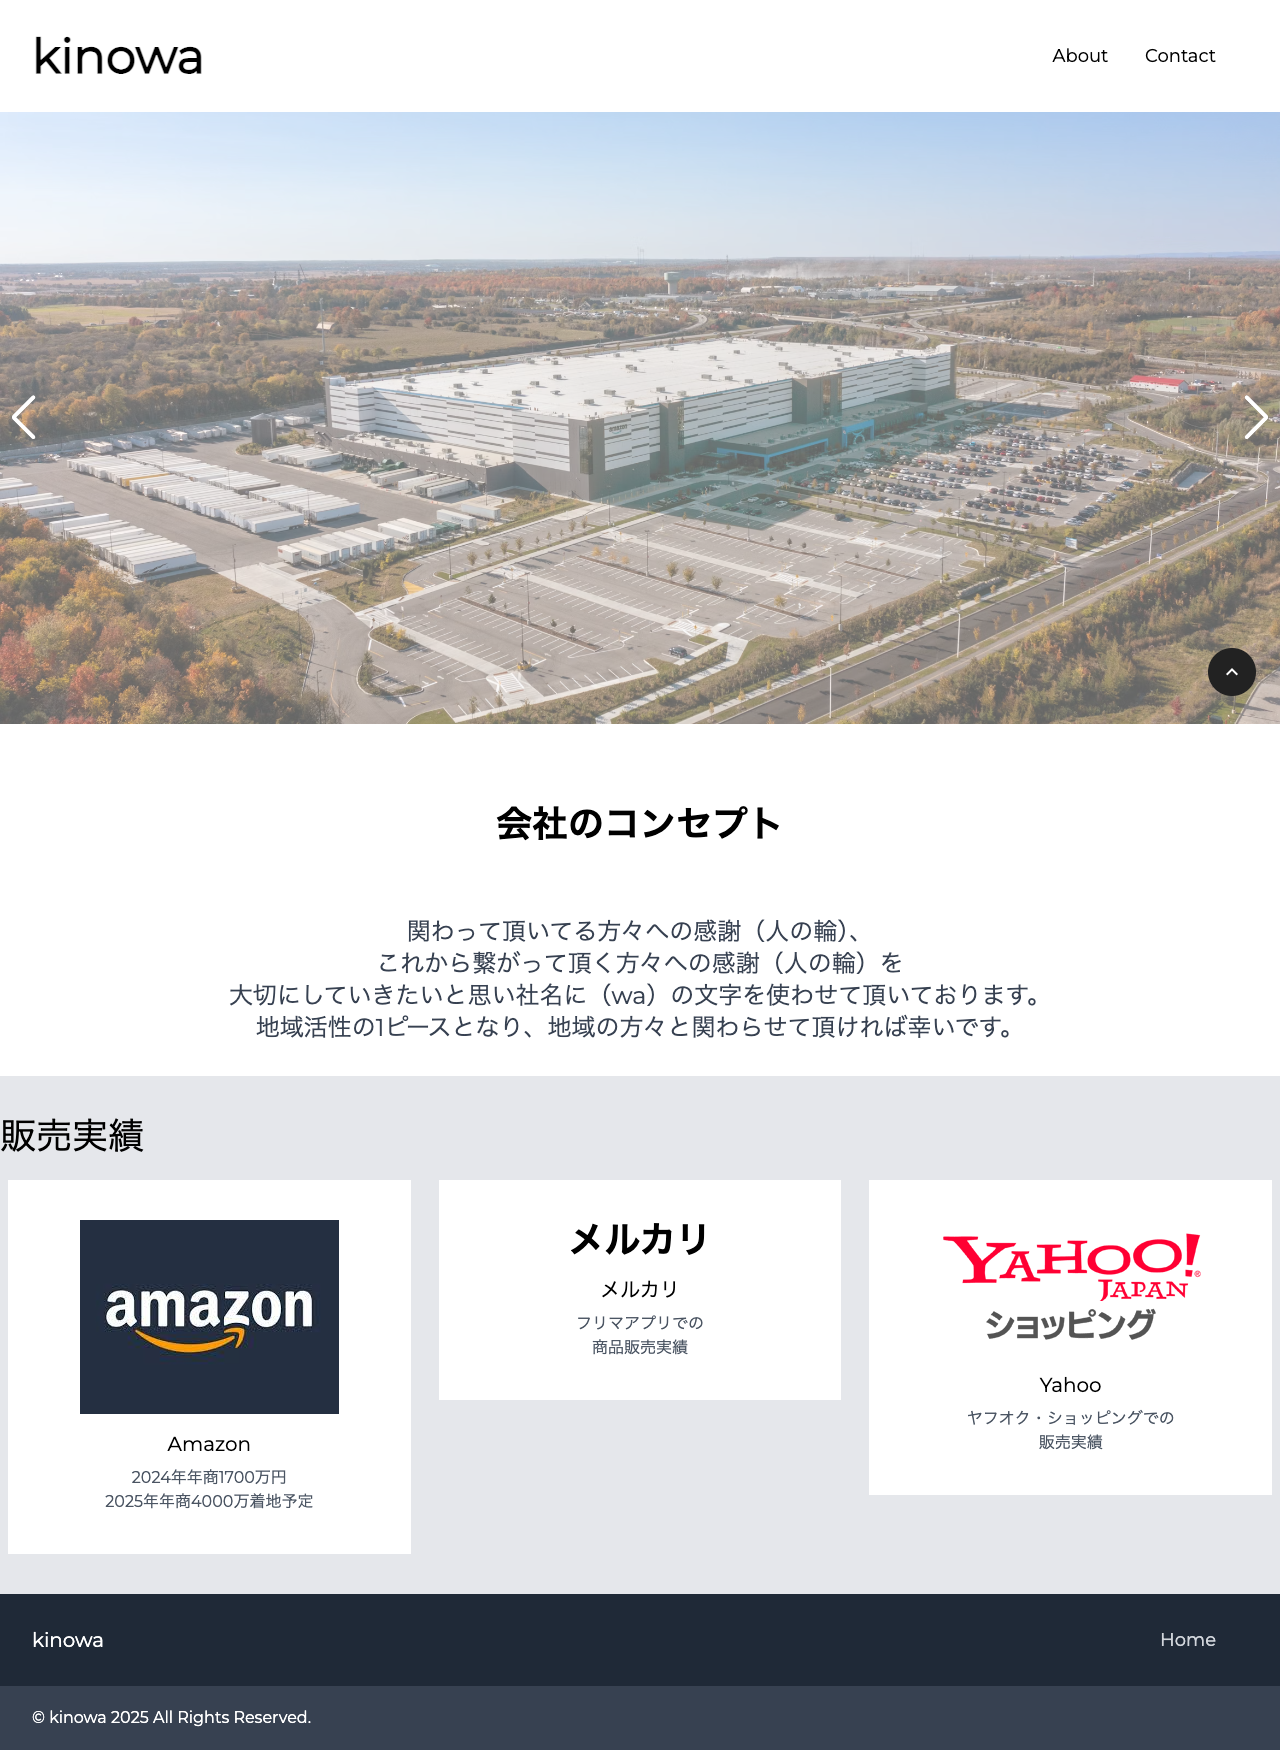 kinowa
About
Contact
会社のコンセプト
関わって頂いてる方々への感謝（人の輪）、
これから繋がって頂く方々への感謝（人の輪）を
大切にしていきたいと思い社名に（wa）の文字を使わせて頂いております。
地域活性の1ピースとなり、地域の方々と関わらせて頂ければ幸いです。
販売実績
amazon
Amazon
2024年年商1700万円
2025年年商4000万着地予定
メルカリ
メルカリ
フリマアプリでの
商品販売実績
YAHOO!
JAPAN
ショッピング
Yahoo
ヤフオク・ショッピングでの
販売実績
kinowa
Home
© kinowa 2025 All Rights Reserved.